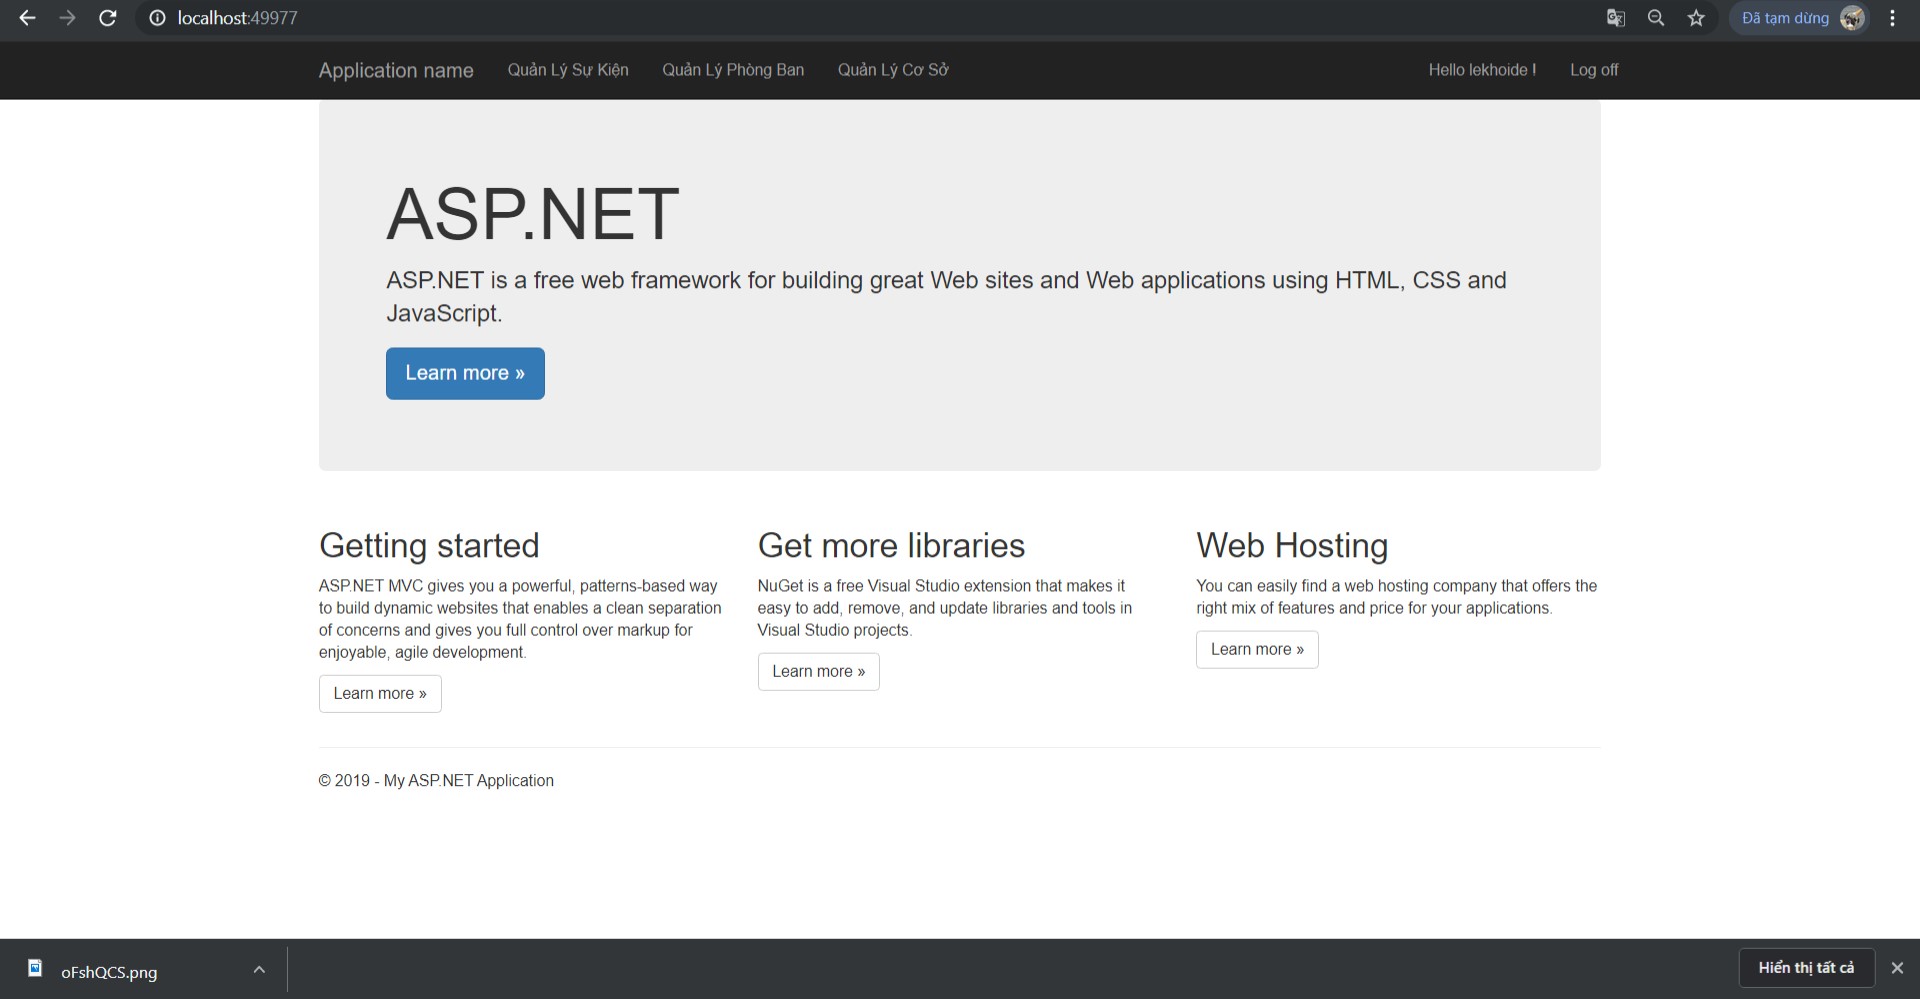 localhost:49977
Đã tạm dừng
Application name
Quản Lý Sự Kiện
Quản Lý Phòng Ban
Quản Lý Cơ Sở
Hello lekhoide !
Log off
ASP.NET
ASP.NET is a free web framework for building great Web sites and Web applications using HTML, CSS and
JavaScript.
Learn more »
Getting started
ASP.NET MVC gives you a powerful, patterns-based way
to build dynamic websites that enables a clean separation
of concerns and gives you full control over markup for
enjoyable, agile development.
Learn more »
Get more libraries
NuGet is a free Visual Studio extension that makes it
easy to add, remove, and update libraries and tools in
Visual Studio projects.
Learn more »
Web Hosting
You can easily find a web hosting company that offers the
right mix of features and price for your applications.
Learn more »
© 2019 - My ASP.NET Application
oFshQCS.png
Hiển thị tất cả